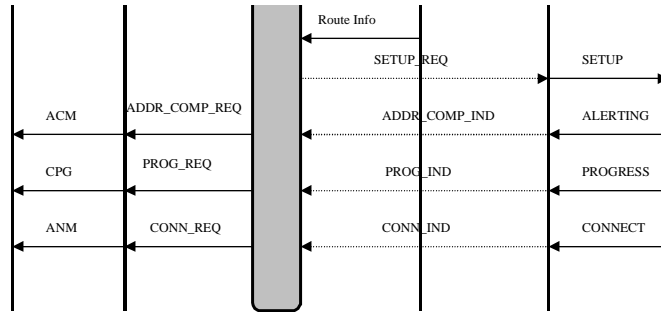 Route Info
SETUP_REQ
SETUP
ACM
ADDR_COMP_REQ
ADDR_COMP_IND
ALERTING
CPG
PROG_REQ
PROG_IND
PROGRESS
ANM
CONN_REQ
CONN_IND
CONNECT